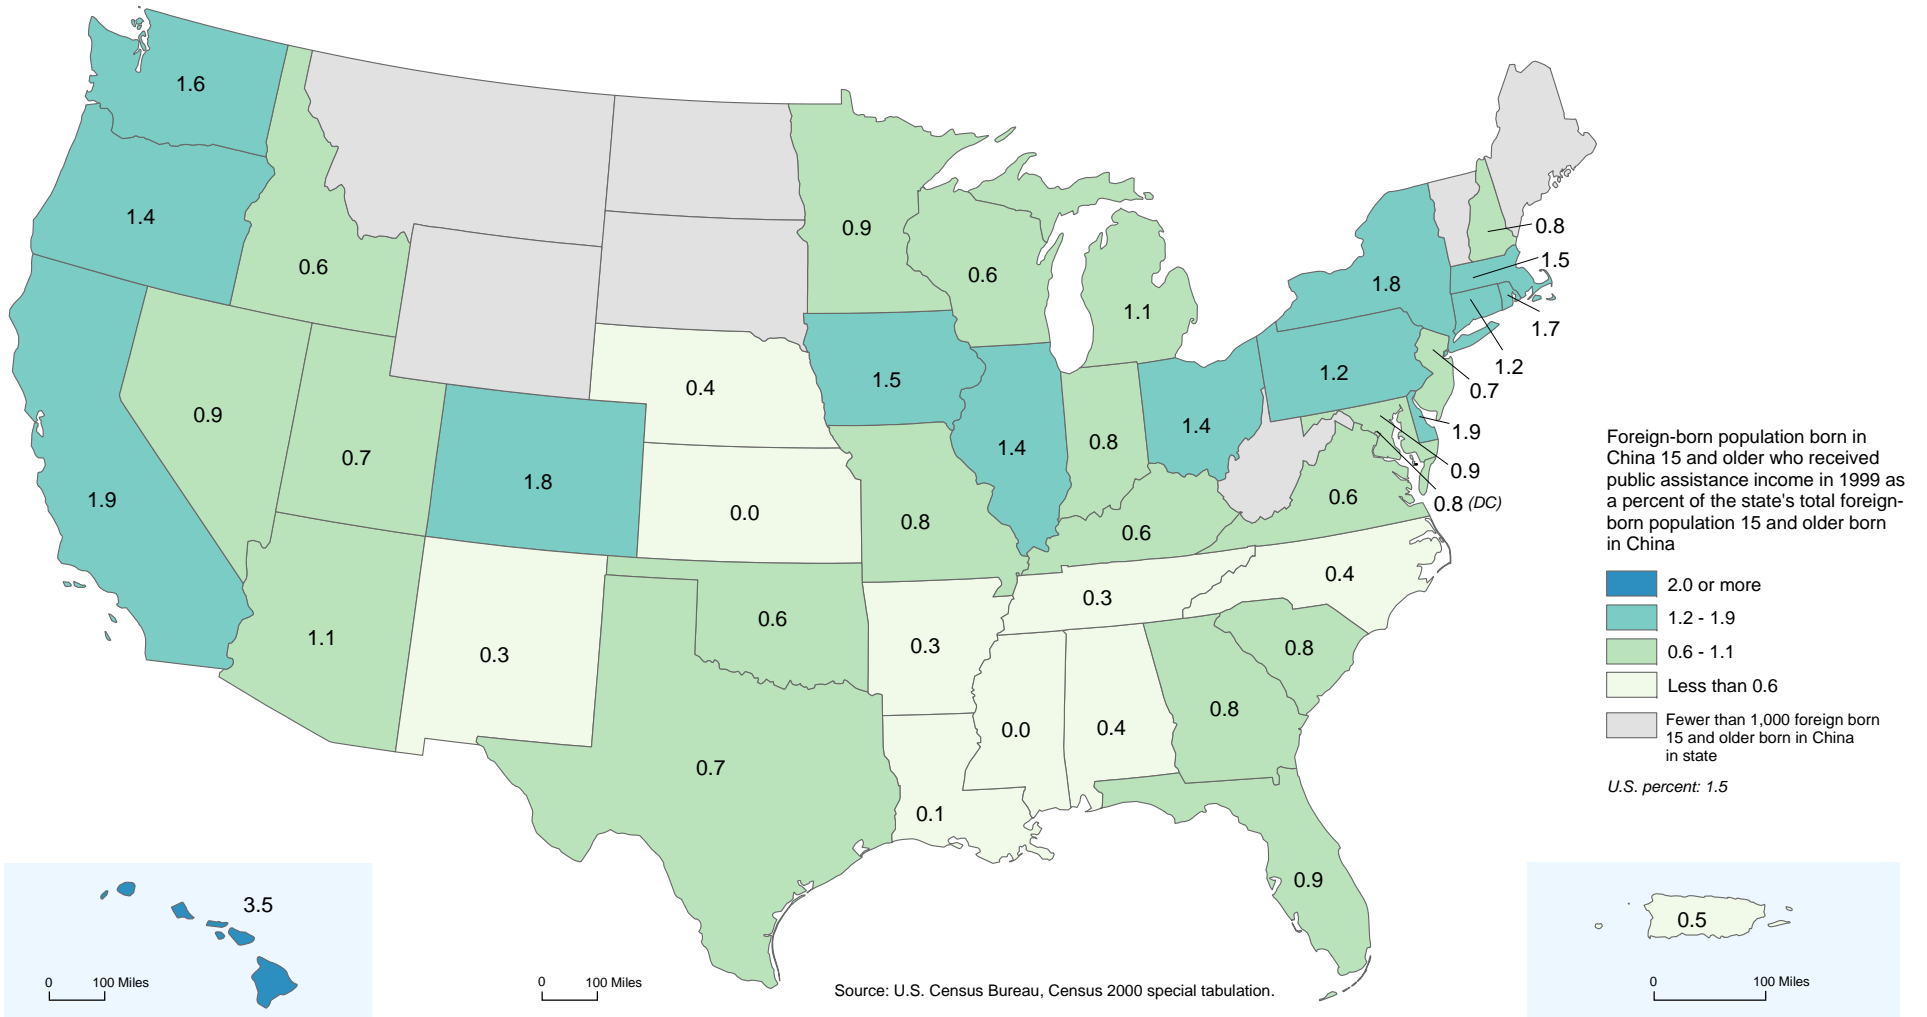 1.6
1.4
0.6
0.9
0.6
1.1
1.8
0.8
1.5
1.7
1.2
0.7
1.2
1.9
0.9
0.8 (DC)
0.9
0.7
1.8
0.4
1.5
1.4
0.8
1.4
1.9
0.0
0.8
0.6
0.6
1.1
0.3
0.6
0.3
0.3
0.4
0.8
0.7
0.1
0.0
0.4
0.8
0.9
3.5
0.5
Foreign-born population born in
China 15 and older who received
public assistance income in 1999 as
a percent of the state's total foreign-
born population 15 and older born
in China
2.0 or more
1.2 - 1.9
0.6 - 1.1
Less than 0.6
Fewer than 1,000 foreign born
15 and older born in China
in state
U.S. percent: 1.5
0 100 Miles
0 100 Miles
Source: U.S. Census Bureau, Census 2000 special tabulation.
0 100 Miles